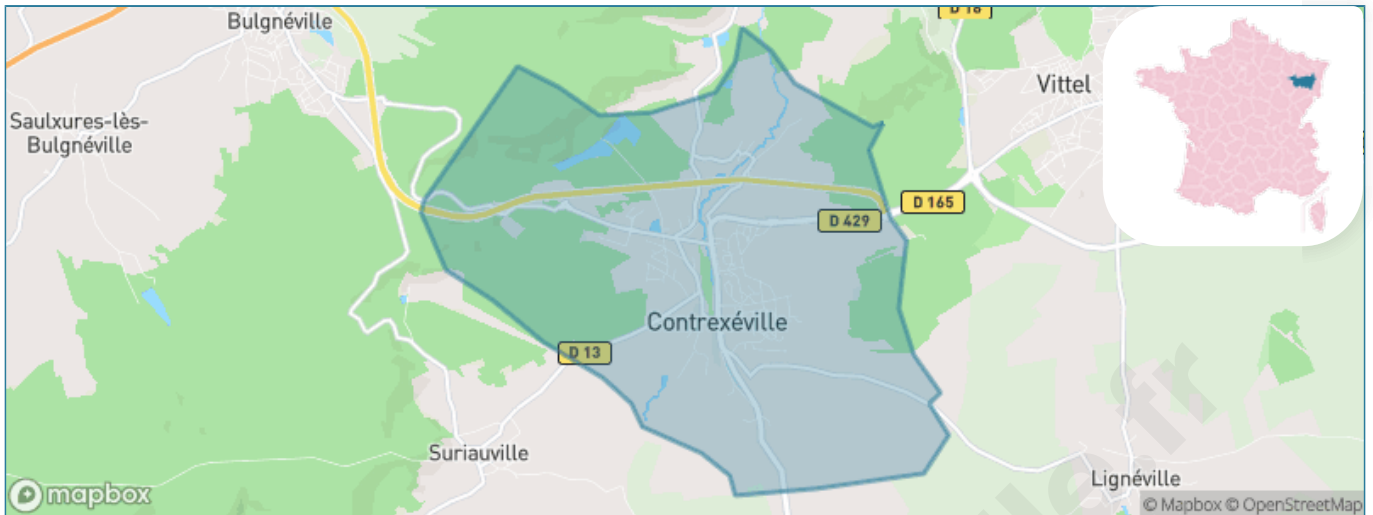 D 18
Bulgnéville
Vittel
Saulxures-lès-
Bulgnéville
D 165
D 429
Contrexéville
D 13
Suriauville
Lignéville
mapbox
© Mapbox © OpenStreetMap